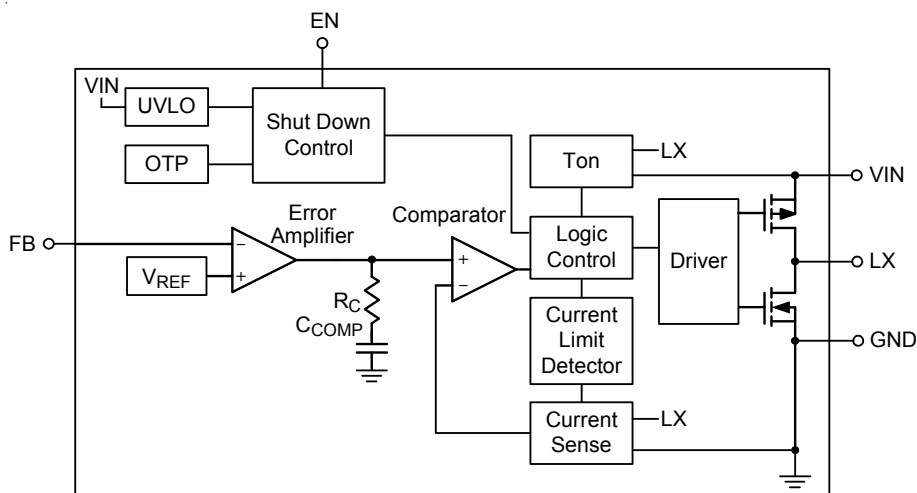 EN
VIN
UVLO
OTP
Shut Down
Control
Ton
LX
VIN
FB
Error
Amplifier
−
+
VREF
RC
CCOMP
Comparator
+
−
Logic
Control
Driver
LX
Current
Limit
Detector
GND
Current
Sense
LX